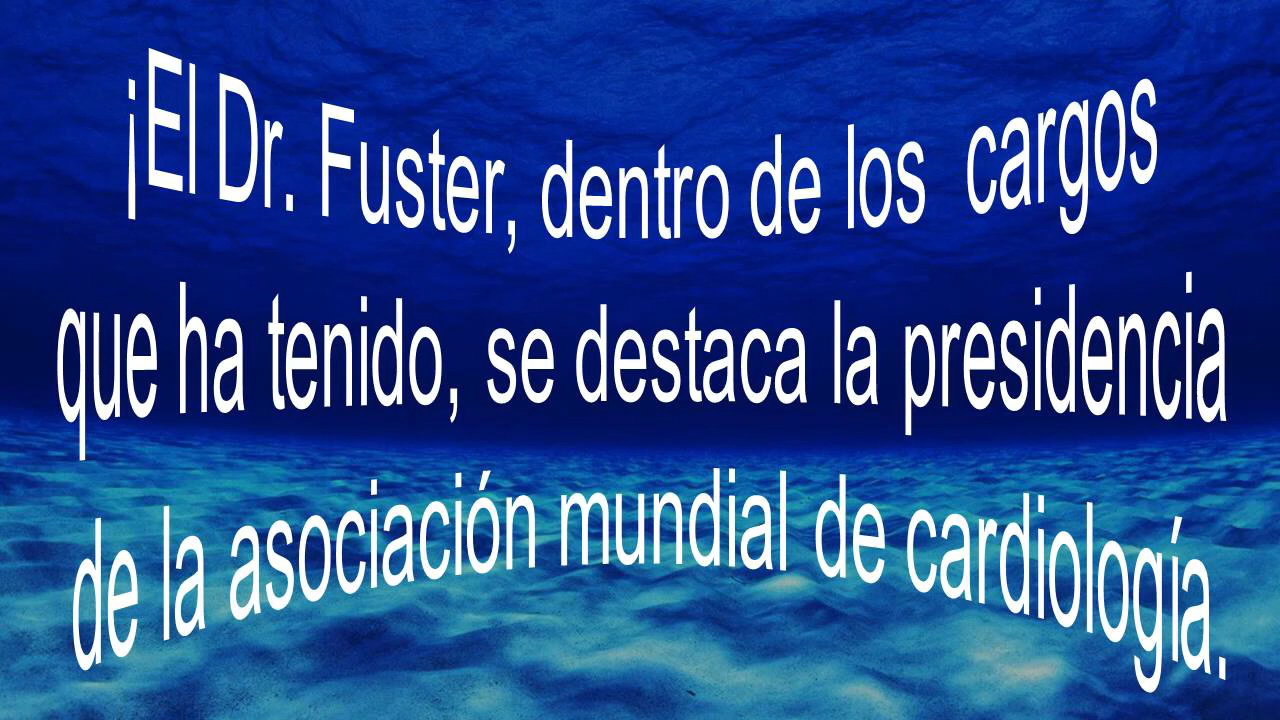 ¡El Dr. Fuster, dentro de los cargos
que ha tenido, se destaca la presidencia
de la asociación mundial de cardiología.